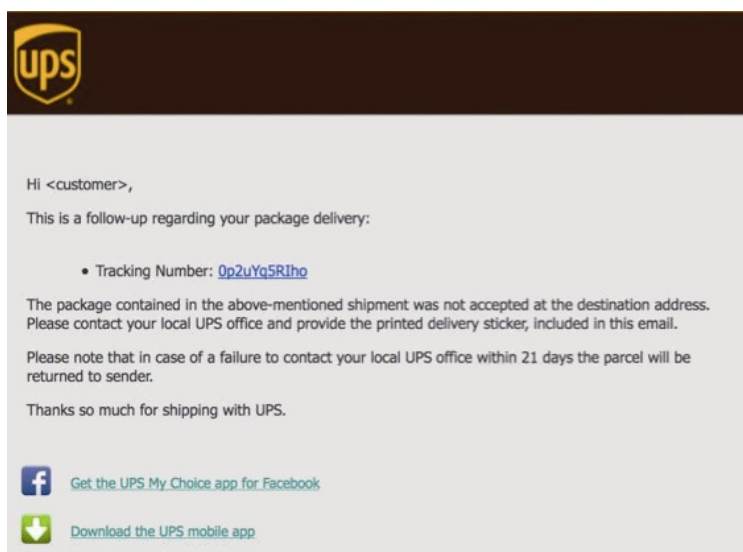 ups
Hi <customer>,
This is a follow-up regarding your package delivery:
• Tracking Number: 0p2uYq5RIho
The package contained in the above-mentioned shipment was not accepted at the destination address.
Please contact your local UPS office and provide the printed delivery sticker, included in this email.
Please note that in case of a failure to contact your local UPS office within 21 days the parcel will be
returned to sender.
Thanks so much for shipping with UPS.
f
Get the UPS My Choice app for Facebook
Download the UPS mobile app